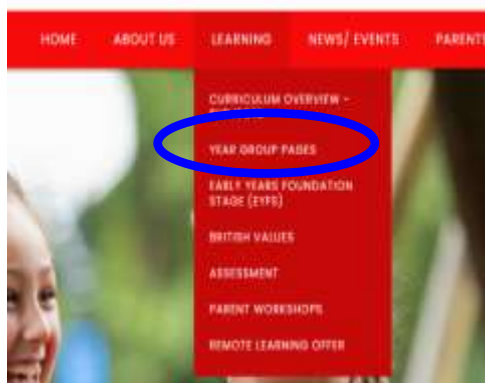 HOME ABOUT US LEARNING NEWS/ EVENTS PARENTS
CURRICULUM OVERVIEW -
YEAR GROUP PAGES
EARLY YEARS FOUNDATION
STAGE (EYFS)
BRITISH VALUES
ASSESSMENT
PARENT WORKSHOPS
REMOTE LEARNING OFFER